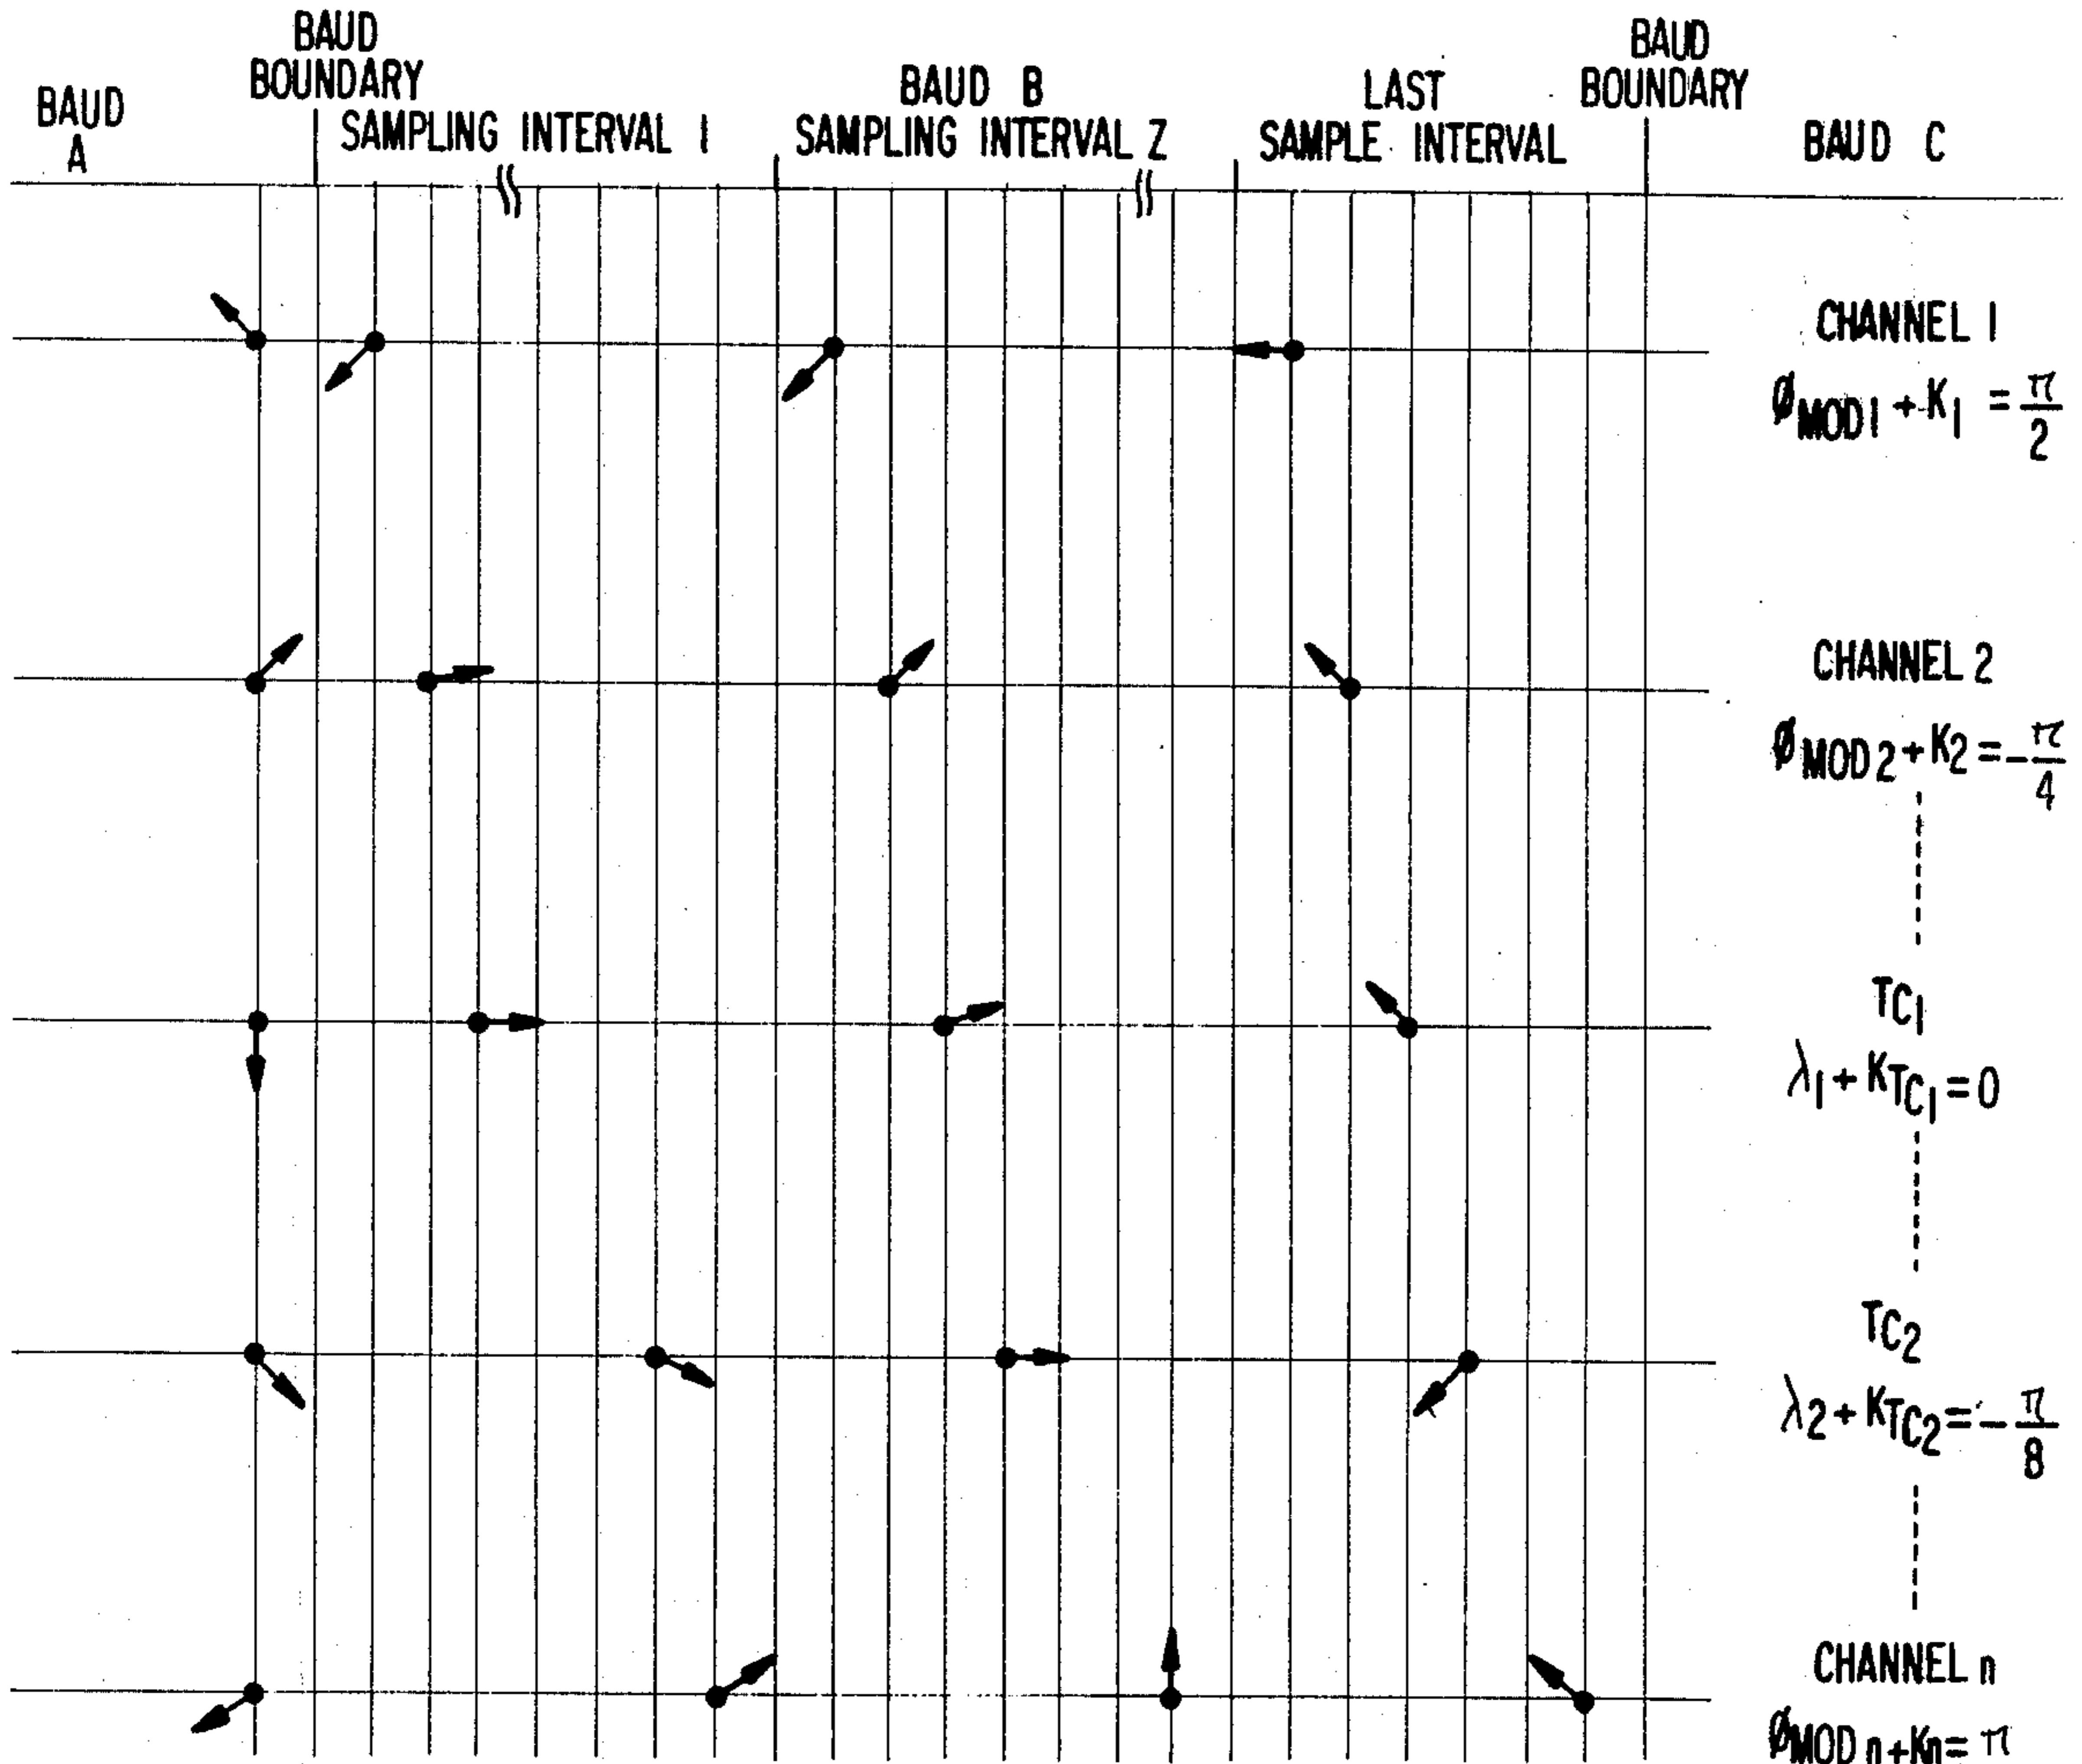 BAUD
A
BAUD
BOUNDARY
SAMPLING INTERVAL 1
BAUD B
SAMPLING INTERVAL Z
LAST
SAMPLE INTERVAL
BAUD
BOUNDARY
BAUD C
CHANNEL 1
ØMOD1 + K1 = π/2
CHANNEL 2
ØMOD2 + K2 = -π/4
TC1
λ1 + KTC1 = 0
TC2
λ2 + KTC2 = -π/8
CHANNEL n
ØMOD n + Kn = π